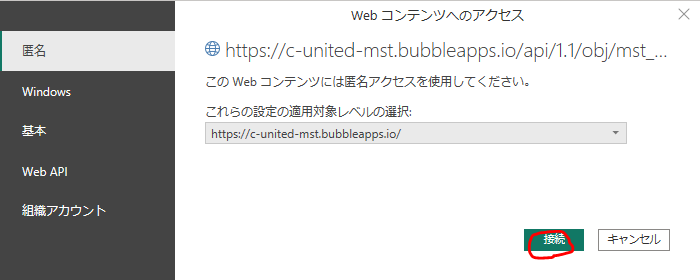 Web コンテンツへのアクセス
匿名
Windows
基本
Web API
組織アカウント
https://c-united-mst.bubbleapps.io/api/1.1/obj/mst_...
この Web コンテンツには匿名アクセスを使用してください。
これらの設定の適用対象レベルの選択:
https://c-united-mst.bubbleapps.io/
接続
キャンセル